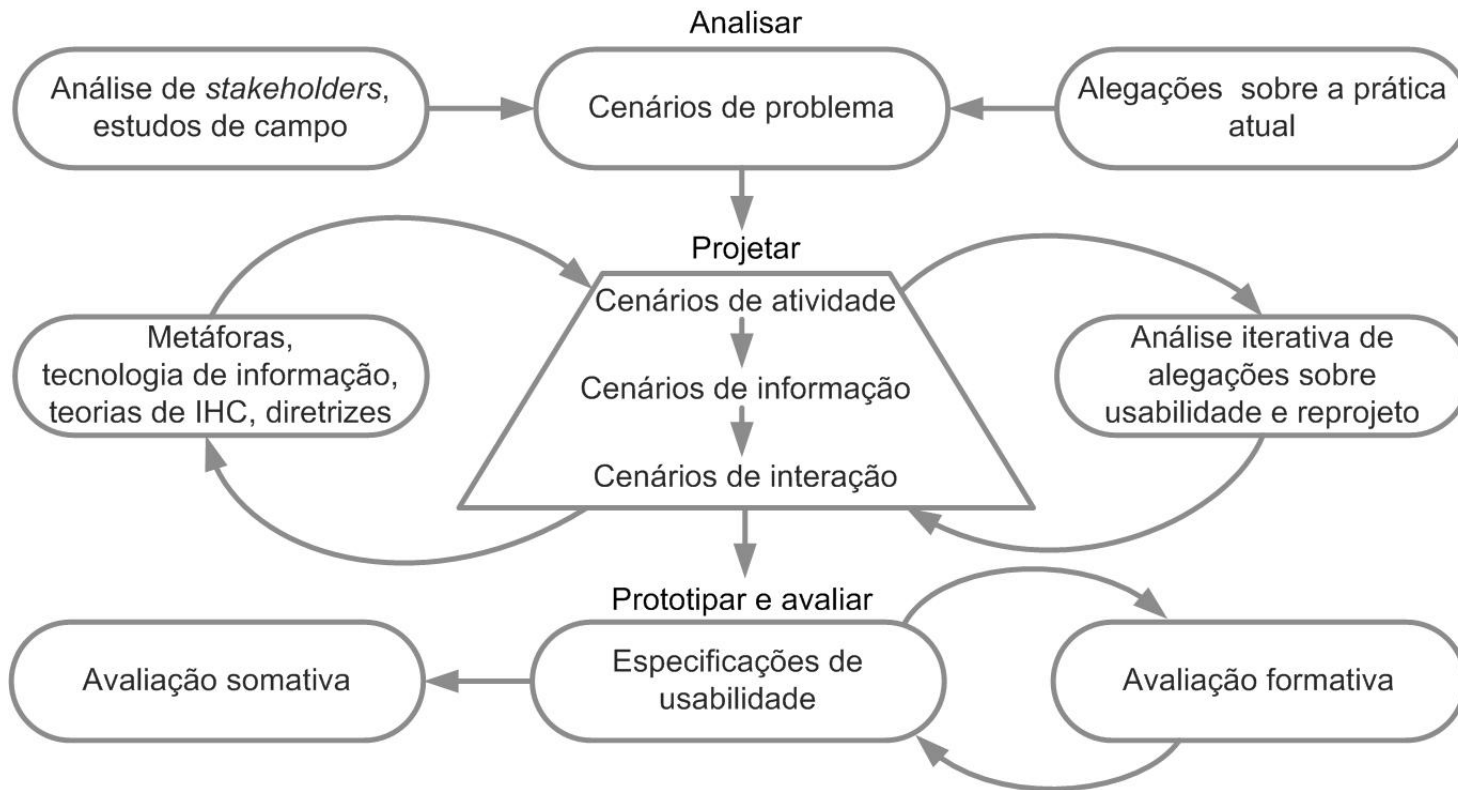 Analisar
Análise de stakeholders,
estudos de campo
Cenários de problema
Alegações sobre a prática
atual
Projetar
Cenários de atividade
Cenários de informação
Cenários de interação
Metáforas,
tecnologia de informação,
teorias de IHC, diretrizes
Análise iterativa de
alegações sobre
usabilidade e reprojeto
Prototipar e avaliar
Avaliação somativa
Especificações de
usabilidade
Avaliação formativa